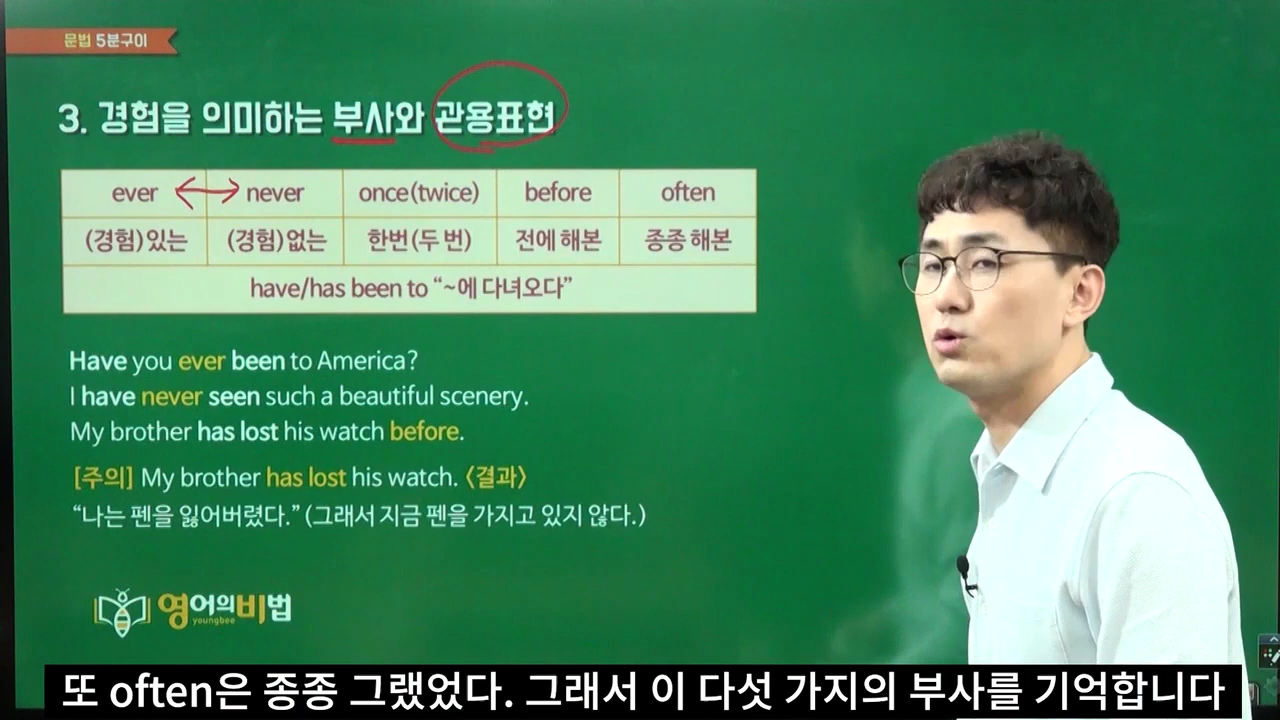 문법 5분구이
3. 경험을 의미하는 부사와 관용표현
ever never once(twice) before often
(경험)있는 (경험)없는 한번(두 번) 전에 해본 종종 해본
have/has been to “~에 다녀오다”
Have you ever been to America?
I have never seen such a beautiful scenery.
My brother has lost his watch before.
[주의] My brother has lost his watch. <결과>
“나는 펜을 잃어버렸다.” (그래서 지금 펜을 가지고 있지 않다.)
영어의비법
youngbee
또 often은 종종 그랬었다. 그래서 이 다섯 가지의 부사를 기억합니다